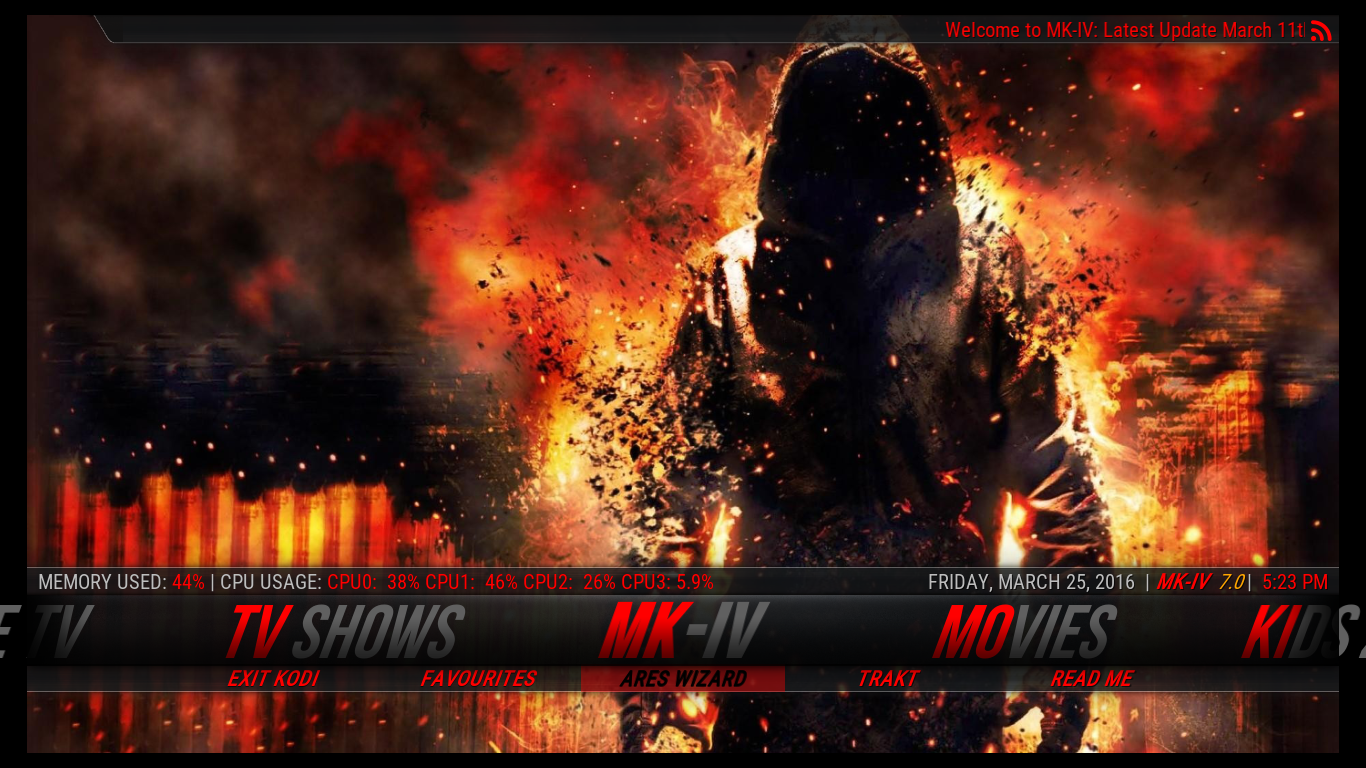 Welcome to MK-IV: Latest Update March 11t
MEMORY USED: 44% | CPU USAGE: CPU0: 38% CPU1: 46% CPU2: 26% CPU3: 5.9%
FRIDAY, MARCH 25, 2016 | MK-IV 7.0 | 5:23 PM
E TV TV SHOWS MK-IV MOVIES KIDS
EXIT KODI FAVOURITES ARES WIZARD TRAKT READ ME